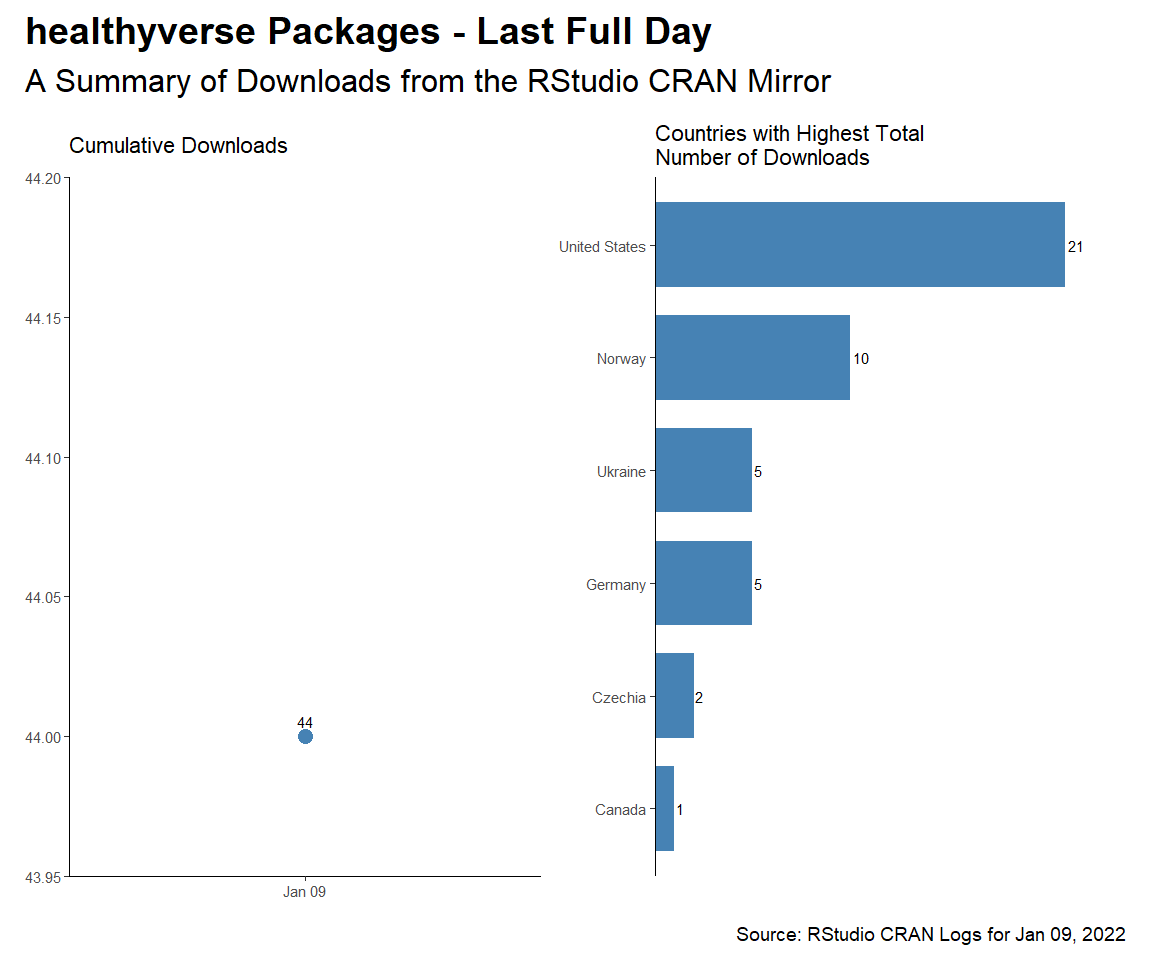 healthyverse Packages - Last Full Day
A Summary of Downloads from the RStudio CRAN Mirror
Cumulative Downloads
44.20
44.15
44.10
44.05
44.00
43.95
44
Jan 09
Countries with Highest Total
Number of Downloads
United States
21
Norway
10
Ukraine
5
Germany
5
Czechia
2
Canada
1
Source: RStudio CRAN Logs for Jan 09, 2022